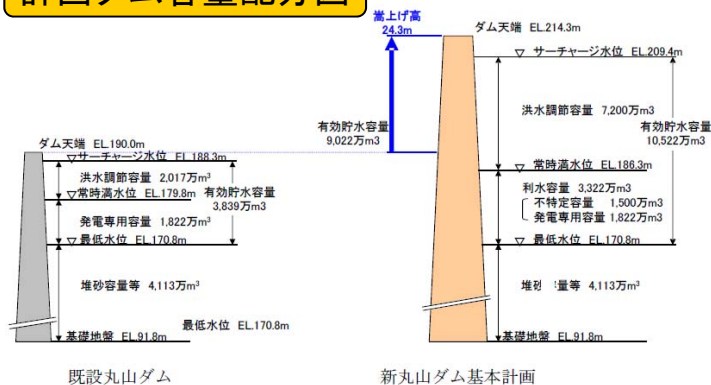 計画ダム容量配分図
嵩上げ高
24.3m
ダム天端 EL.214.3m
▽ サーチャージ水位 EL.209.4m
洪水調節容量 7,200万m3
有効貯水容量
9,022万m3
有効貯水容量
10,522万m3
ダム天端 EL.190.0m
▽サーチャージ水位 EL.188.3m
洪水調節容量 2,017万m³
▽常時満水位 EL.179.8m
有効貯水容量
3,839万m3
発電専用容量 1,822万m³
▽最低水位 EL.170.8m
▽ 常時満水位 EL.186.3m
利水容量 3,322万m3
不特定容量 1,500万m3
発電専用容量 1,822万m3
▽ 最低水位 EL.170.8m
堆砂容量等 4,113万m³
堆砂 量等 4,113万m3
最低水位 EL.170.8m
基礎地盤 EL.91.8m
基礎地盤 EL.91.8m
既設丸山ダム
新丸山ダム基本計画